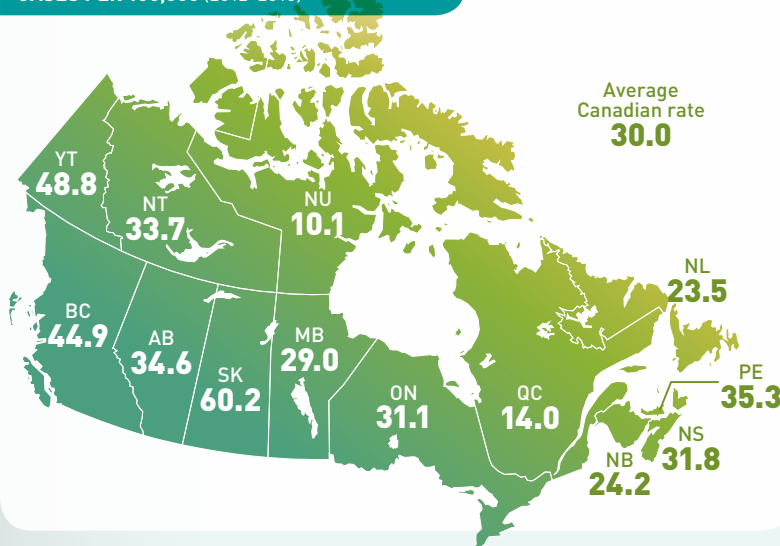 Average
Canadian rate
30.0
YT
48.8
NT
33.7
NU
10.1
NL
23.5
BC
44.9
AB
34.6
SK
60.2
MB
29.0
ON
31.1
QC
14.0
PE
35.3
NS
31.8
NB
24.2